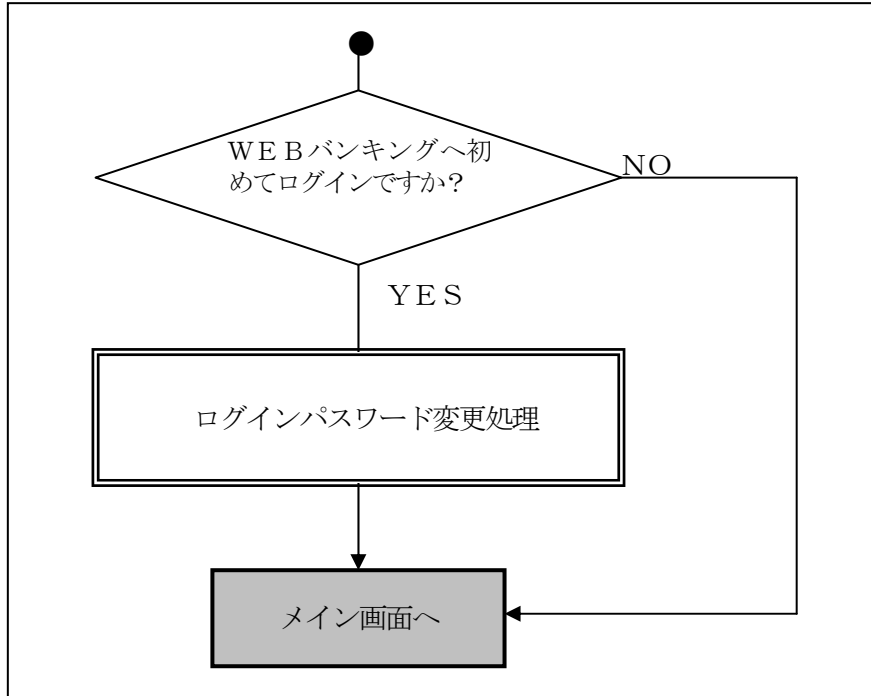 ＷＥＢバンキングへ初
めてログインですか？
ＮＯ
ＹＥＳ
ログインパスワード変更処理
メイン画面へ